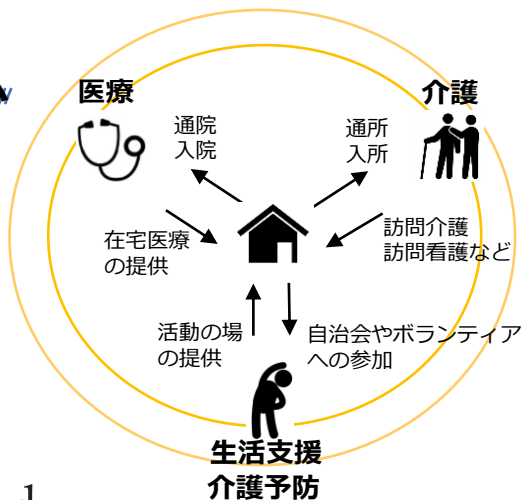 医療
介護
通院
入院
通所
入所
在宅医療
の提供
訪問介護
訪問看護など
活動の場
の提供
自治会やボランティア
への参加
生活支援
介護予防